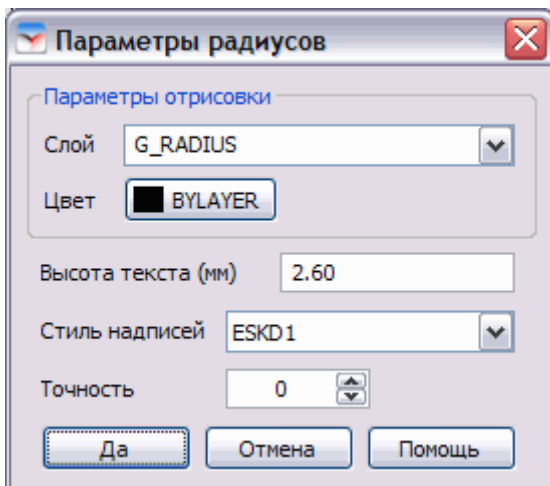 Параметры радиусов
Параметры отрисовки
Слой G_RADIUS
Цвет BYLAYER
Высота текста (мм) 2.60
Стиль надписей ESKD1
Точность 0
Да Отмена Помощь